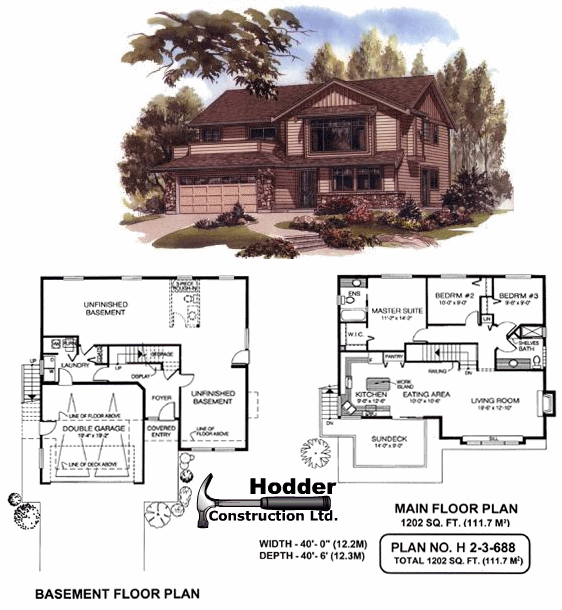 3-PIECE
ROUGH-IN
UNFINISHED
BASEMENT
UP
LAUNDRY
UP
STORAGE
DISPLAY
FOYER
UNFINISHED
BASEMENT
LINE OF FLOOR ABOVE
DOUBLE GARAGE
19'-4" x 19'-2"
COVERED
ENTRY
LINE OF
FLOOR ABOVE
LINE OF DECK ABOVE
ENS
MASTER SUITE
11'-2" x 14'-0"
BEDR'M #2
10'-0" x 9'-0"
BEDR'M #3
9'-6" x 9'-0"
LIN
W.I.C.
SHELVES
BATH
PANTRY
RAILING
DN
WORK
ISLAND
KITCHEN
9'-6" x 12'-6"
EATING AREA
10'-0" x 10'-6"
LIVING ROOM
19'-6" x 12'-10"
SILL
DN
SUNDECK
14'-0" x 9'-0"
Hodder
Construction Ltd.
WIDTH - 40'- 0" (12.2M)
DEPTH - 40'- 6' (12.3M)
MAIN FLOOR PLAN
1202 SQ. FT. (111.7 M²)
PLAN NO. H 2-3-688
TOTAL 1202 SQ. FT. (111.7 M²)
BASEMENT FLOOR PLAN